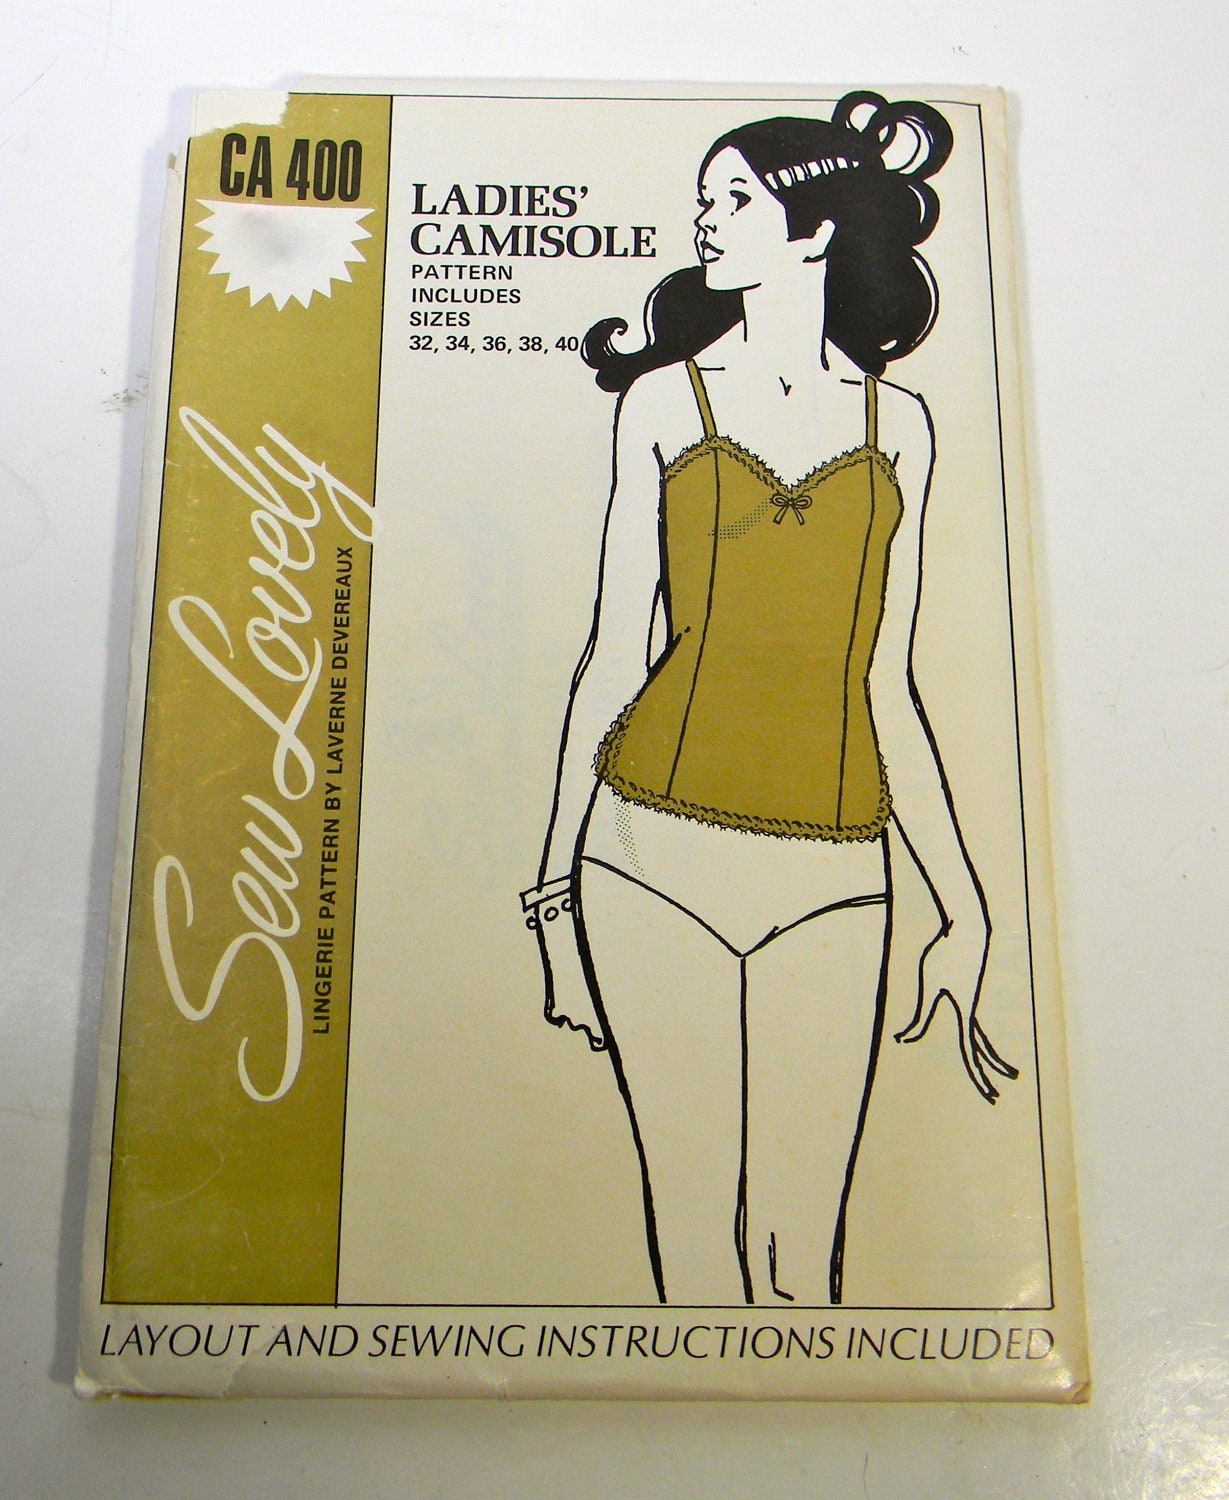 CA 400
LADIES'
CAMISOLE
PATTERN
INCLUDES
SIZES
32, 34, 36, 38, 40
Sew Lovely
LINGERIE PATTERN BY LAVERNE DEVEREAUX
LAYOUT AND SEWING INSTRUCTIONS INCLUDED